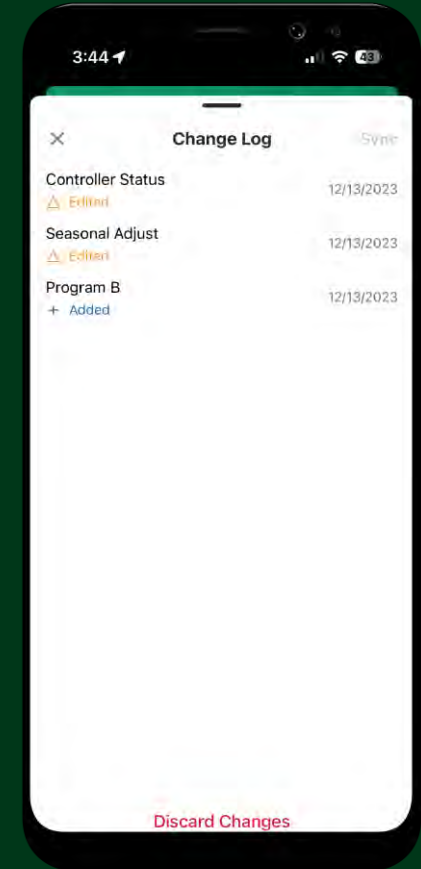 3:44
43
Change Log
Sync
Controller Status
Edited
12/13/2023
Seasonal Adjust
Edited
12/13/2023
Program B
+ Added
12/13/2023
Discard Changes